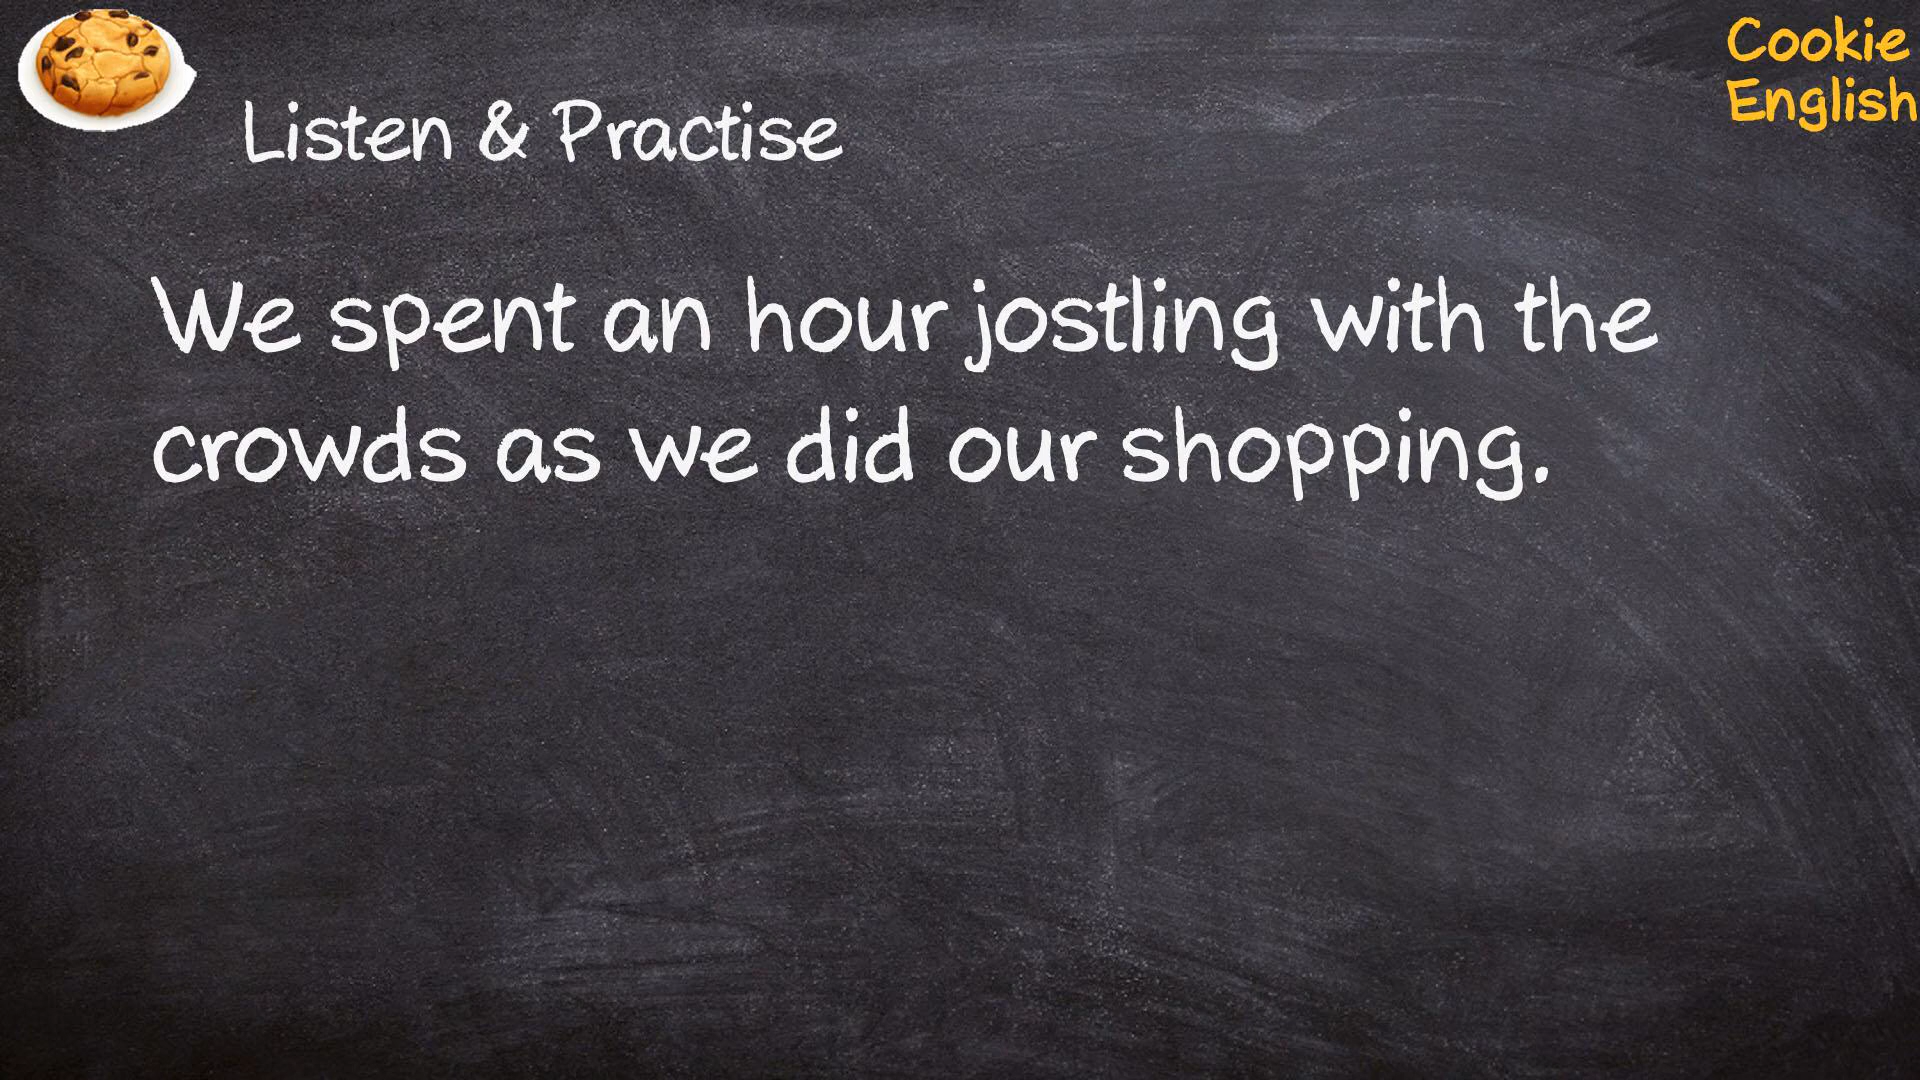 Cookie
English
Listen & Practise
We spent an hour jostling with the
crowds as we did our shopping.